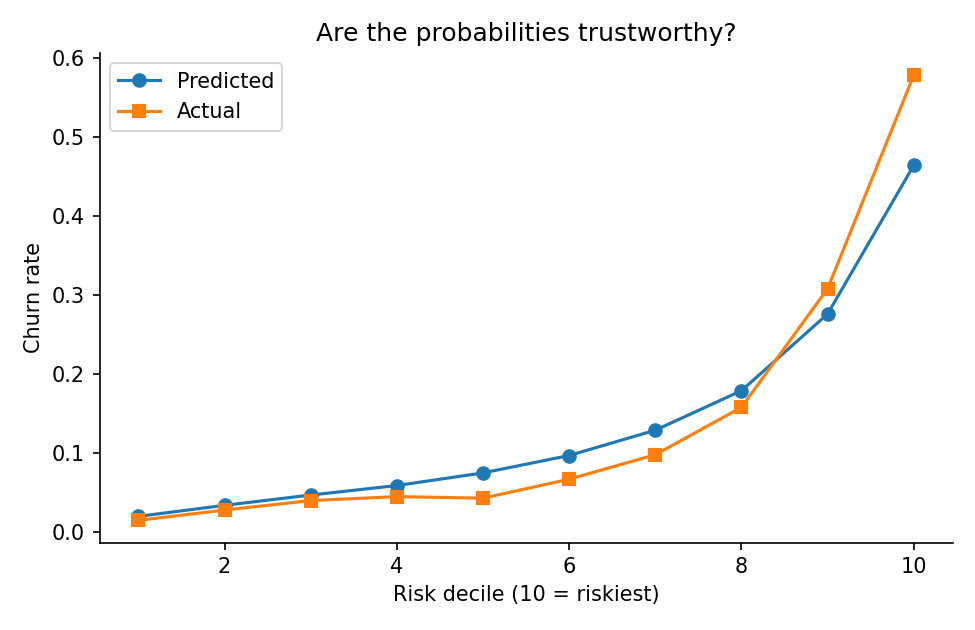 Are the probabilities trustworthy?
Predicted
Actual
Churn rate
0.6
0.5
0.4
0.3
0.2
0.1
0.0
2 4 6 8 10
Risk decile (10 = riskiest)